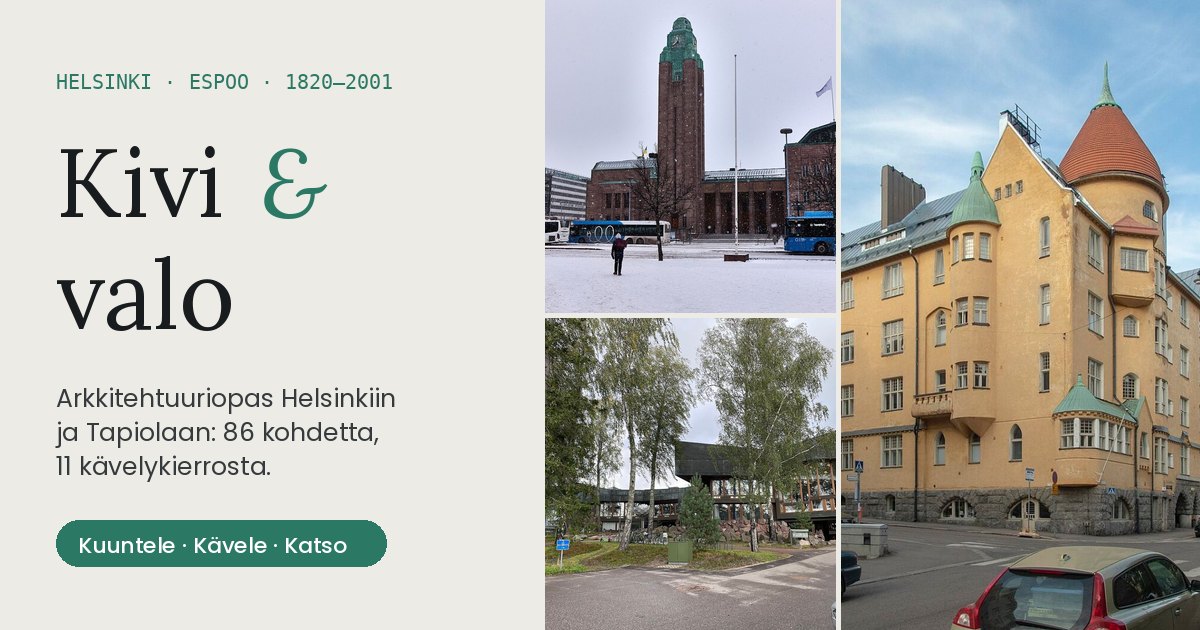 HELSINKI · ESPOO · 1820–2001
Kivi &
valo
Arkkitehtuuriopas Helsinkiin
ja Tapiolaan: 86 kohdetta,
11 kävelykierrosta.
Kuuntele · Kävele · Katso